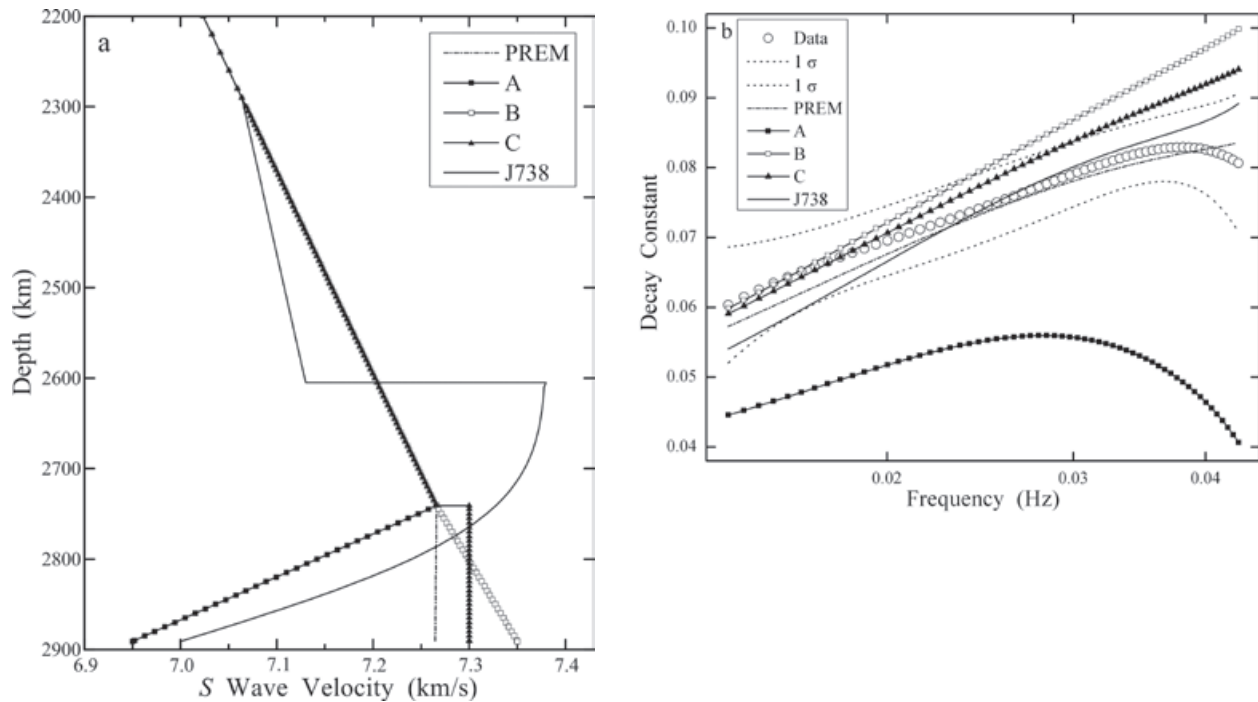 a
PREM
A
B
C
J738
2200
2300
2400
2500
2600
2700
2800
2900
Depth (km)
6.9 7.0 7.1 7.2 7.3 7.4
S Wave Velocity (km/s)
b
Data
1 σ
1 σ
PREM
A
B
C
J738
0.10
0.09
0.08
0.07
0.06
0.05
0.04
Decay Constant
0.02 0.03 0.04
Frequency (Hz)